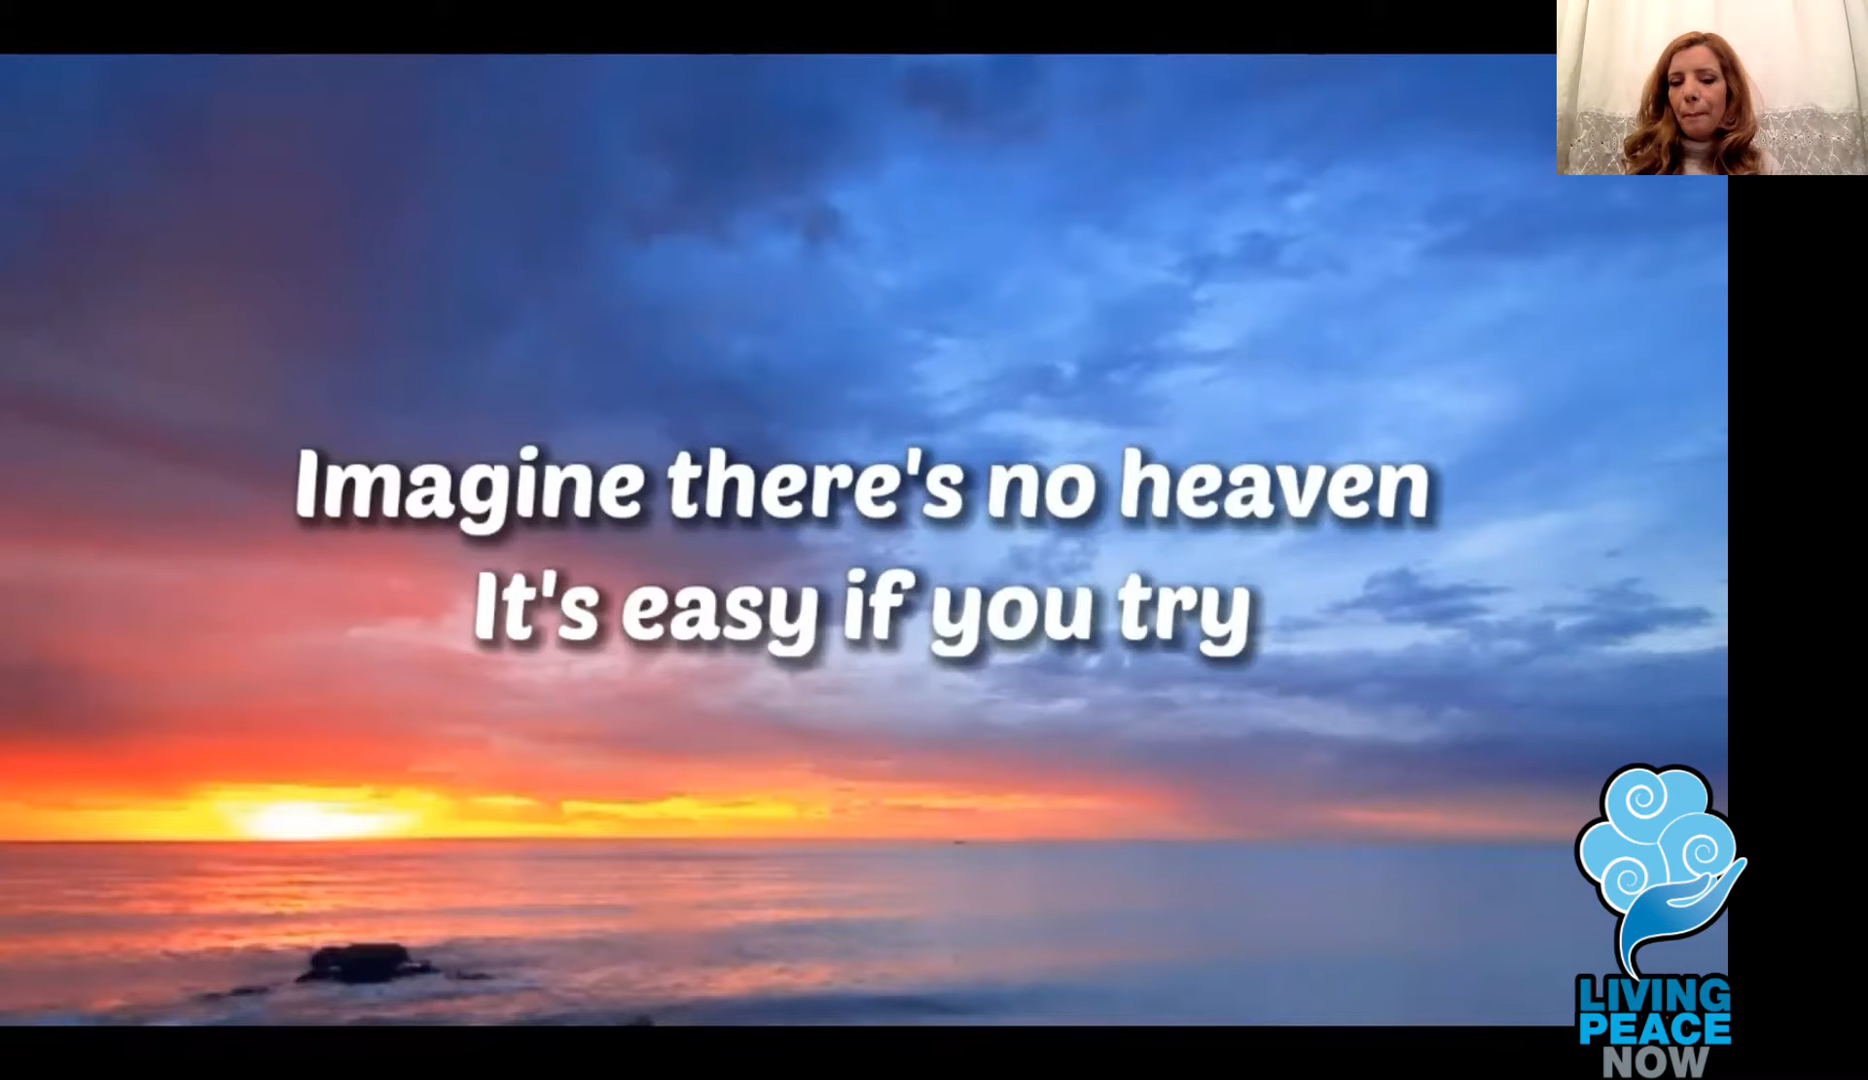 Imagine there's no heaven
It's easy if you try
LIVING
PEACE
NOW